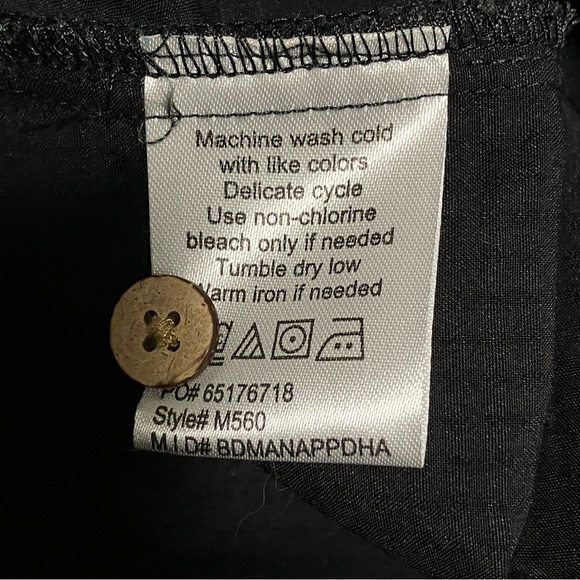 Machine wash cold
with like colors
Delicate cycle
Use non-chlorine
bleach only if needed
Tumble dry low
Warm iron if needed
PO# 65176718
Style# M560
M.I.D# BDMANAPPDHA